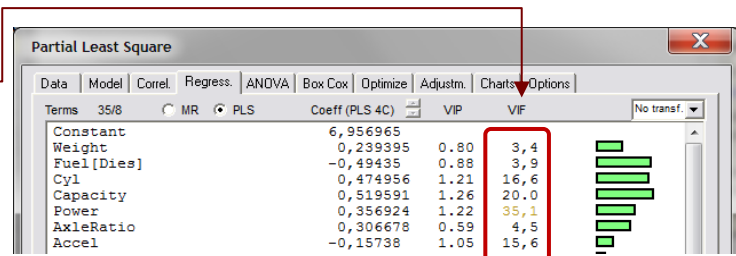 Partial Least Square
Data Model Correl. Regress. ANOVA Box Cox Optimize Adjustm. Charts Options
Terms 35/8 MR PLS Coeff (PLS 4C) VIP VIF No transf.
Constant 6,956965
Weight 0,239395 0.80 3,4
Fuel[Dies] -0,49435 0.88 3,9
Cyl 0,474956 1.21 16,6
Capacity 0,519591 1.26 20.0
Power 0,356924 1.22 35,1
AxleRatio 0,306678 0.59 4,5
Accel -0,15738 1.05 15,6